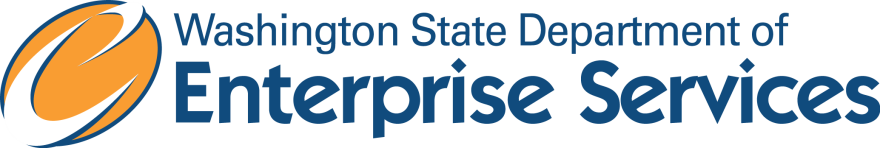 Washington State Department of
Enterprise Services